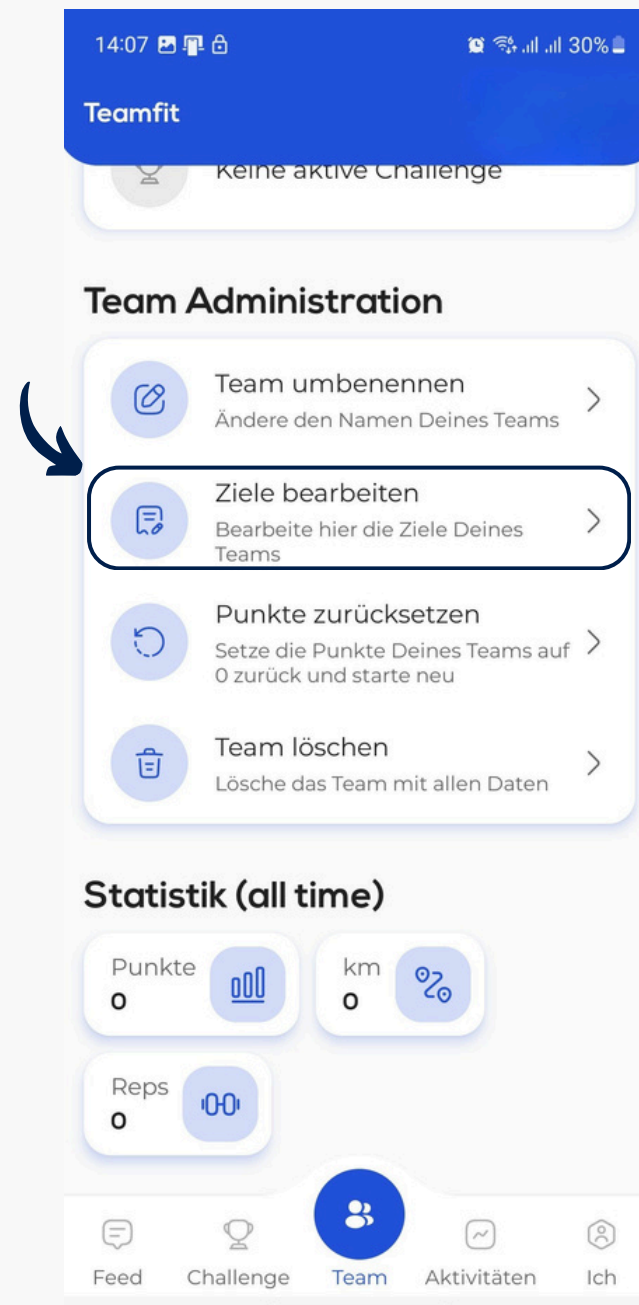 14:07
30%
Teamfit
Keine aktive Challenge
Team Administration
Team umbenennen
Ändere den Namen Deines Teams
Ziele bearbeiten
Bearbeite hier die Ziele Deines
Teams
Punkte zurücksetzen
Setze die Punkte Deines Teams auf
0 zurück und starte neu
Team löschen
Lösche das Team mit allen Daten
Statistik (all time)
Punkte
0
km
0
Reps
0
Feed
Challenge
Team
Aktivitäten
Ich